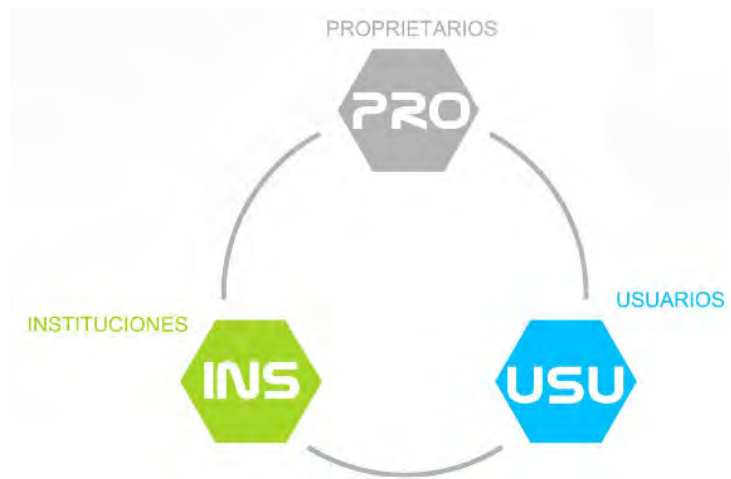 PROPRIETARIOS
PRO
USUARIOS
INSTITUCIONES
INS
USU